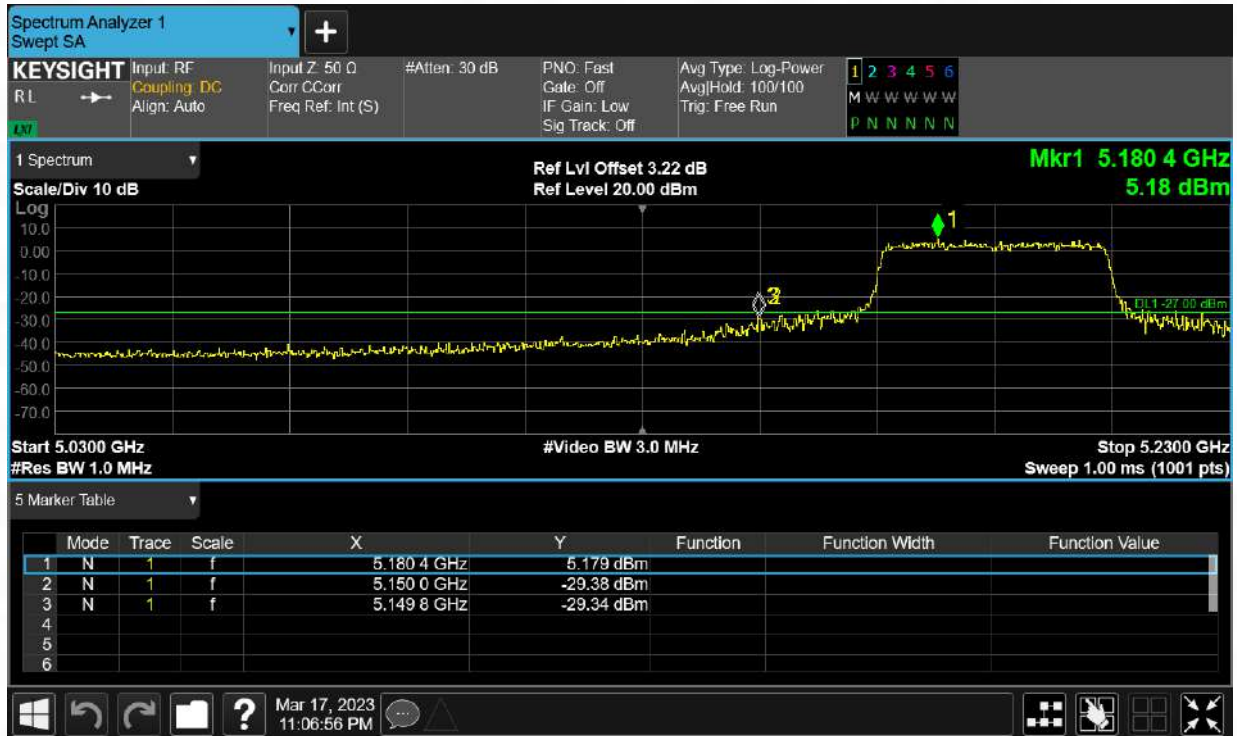 Spectrum Analyzer 1
Swept SA
+
KEYSIGHT
RL
LXI
Input: RF
Coupling: DC
Align: Auto
Input Z: 50 Ω
Corr CCorr
Freq Ref: Int (S)
#Atten: 30 dB
PNO: Fast
Gate: Off
IF Gain: Low
Sig Track: Off
Avg Type: Log-Power
Avg|Hold: 100/100
Trig: Free Run
1 2 3 4 5 6
M W W W W W
P N N N N N
1 Spectrum
Scale/Div 10 dB
Ref Lvl Offset 3.22 dB
Ref Level 20.00 dBm
Mkr1 5.180 4 GHz
5.18 dBm
Log
10.0
0.00
-10.0
-20.0
-30.0
-40.0
-50.0
-60.0
-70.0
1
DL1 -27.00 dBm
Start 5.0300 GHz
#Video BW 3.0 MHz
Stop 5.2300 GHz
#Res BW 1.0 MHz
Sweep 1.00 ms (1001 pts)
5 Marker Table
Mode Trace Scale X Y Function Function Width Function Value
1 N 1 f 5.180 4 GHz 5.179 dBm
2 N 1 f 5.150 0 GHz -29.38 dBm
3 N 1 f 5.149 8 GHz -29.34 dBm
4
5
6
?
Mar 17, 2023
11:06:56 PM